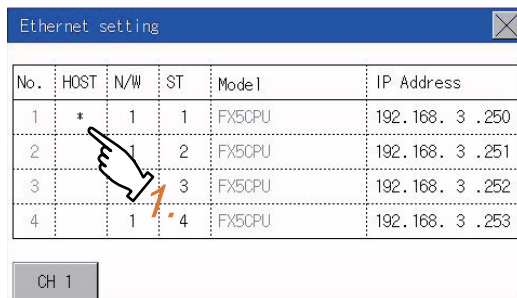 Ethernet setting
No. HOST N/W ST Model IP Address
1 * 1 1 FX5CPU 192.168. 3 .250
2 1 2 FX5CPU 192.168. 3 .251
3 3 FX5CPU 192.168. 3 .252
4 1 4 FX5CPU 192.168. 3 .253
1.
CH 1